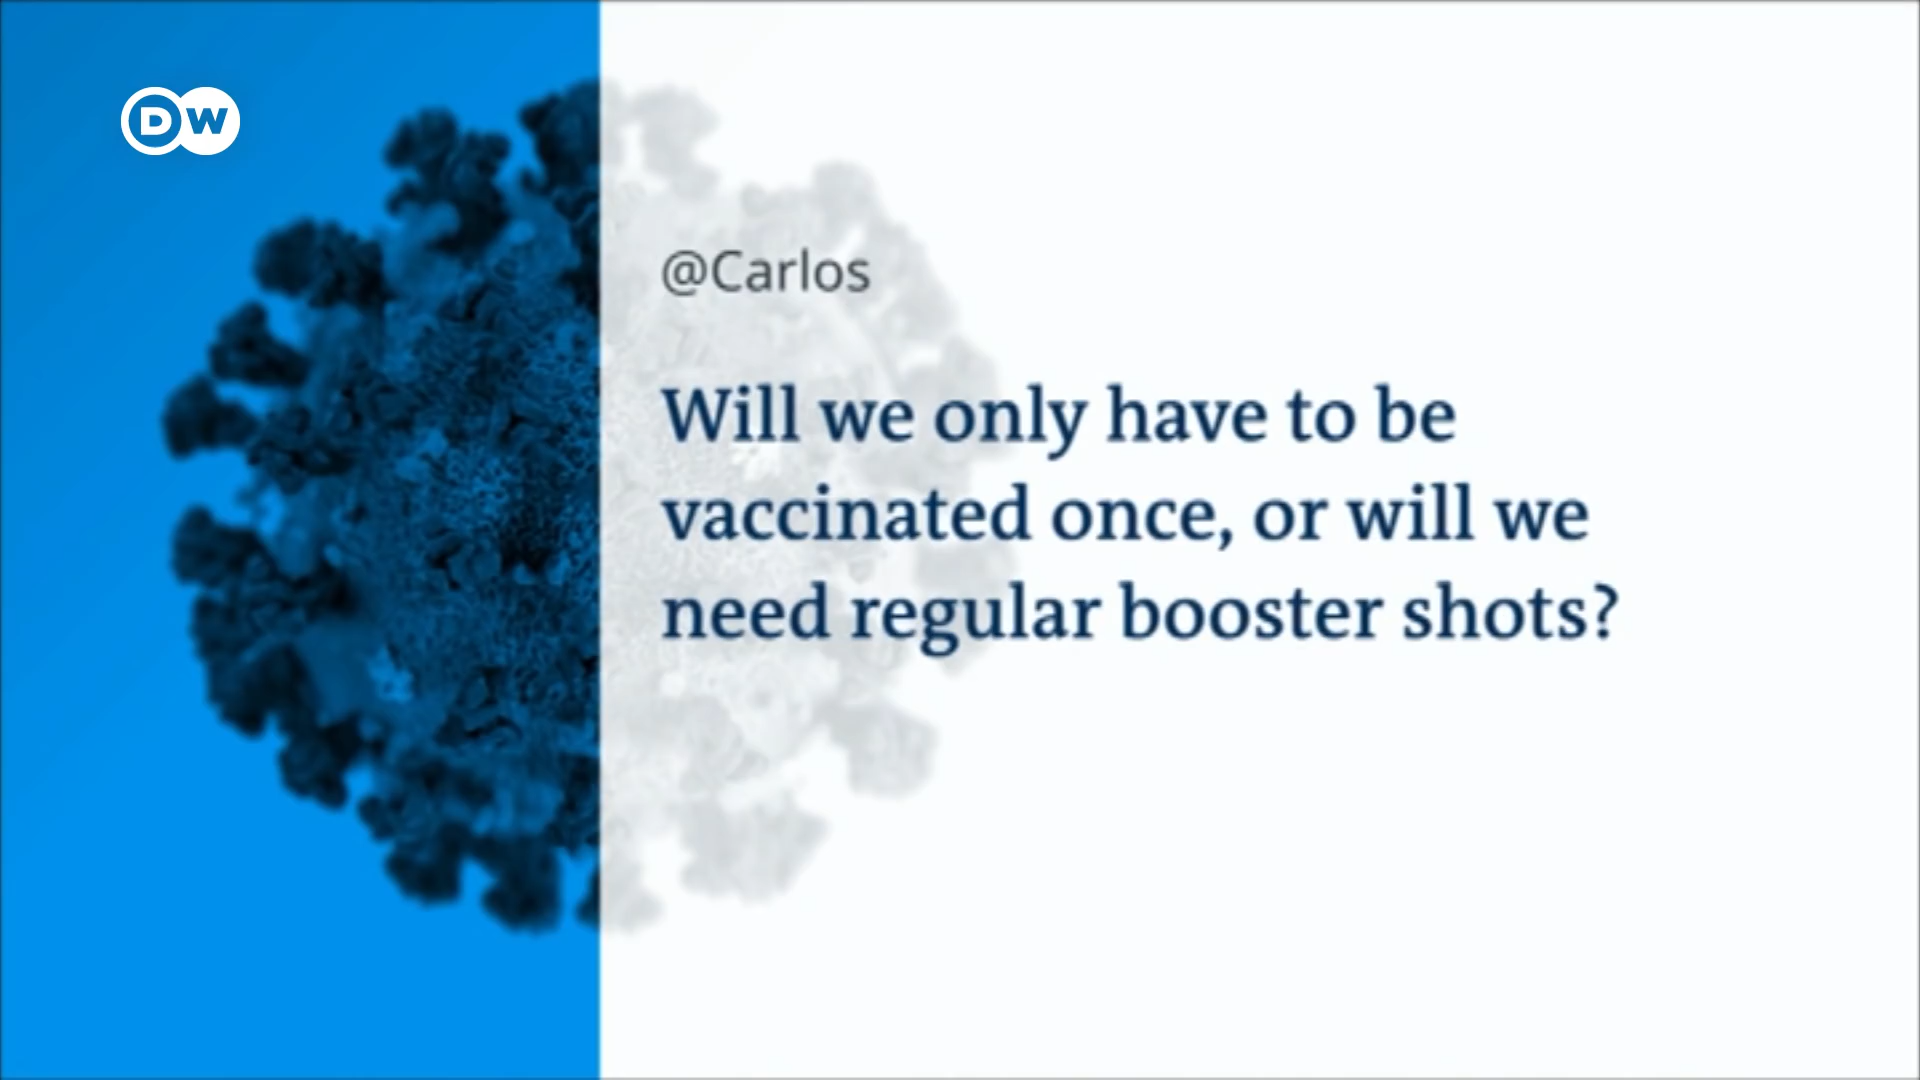 DW
@Carlos
Will we only have to be
vaccinated once, or will we
need regular booster shots?